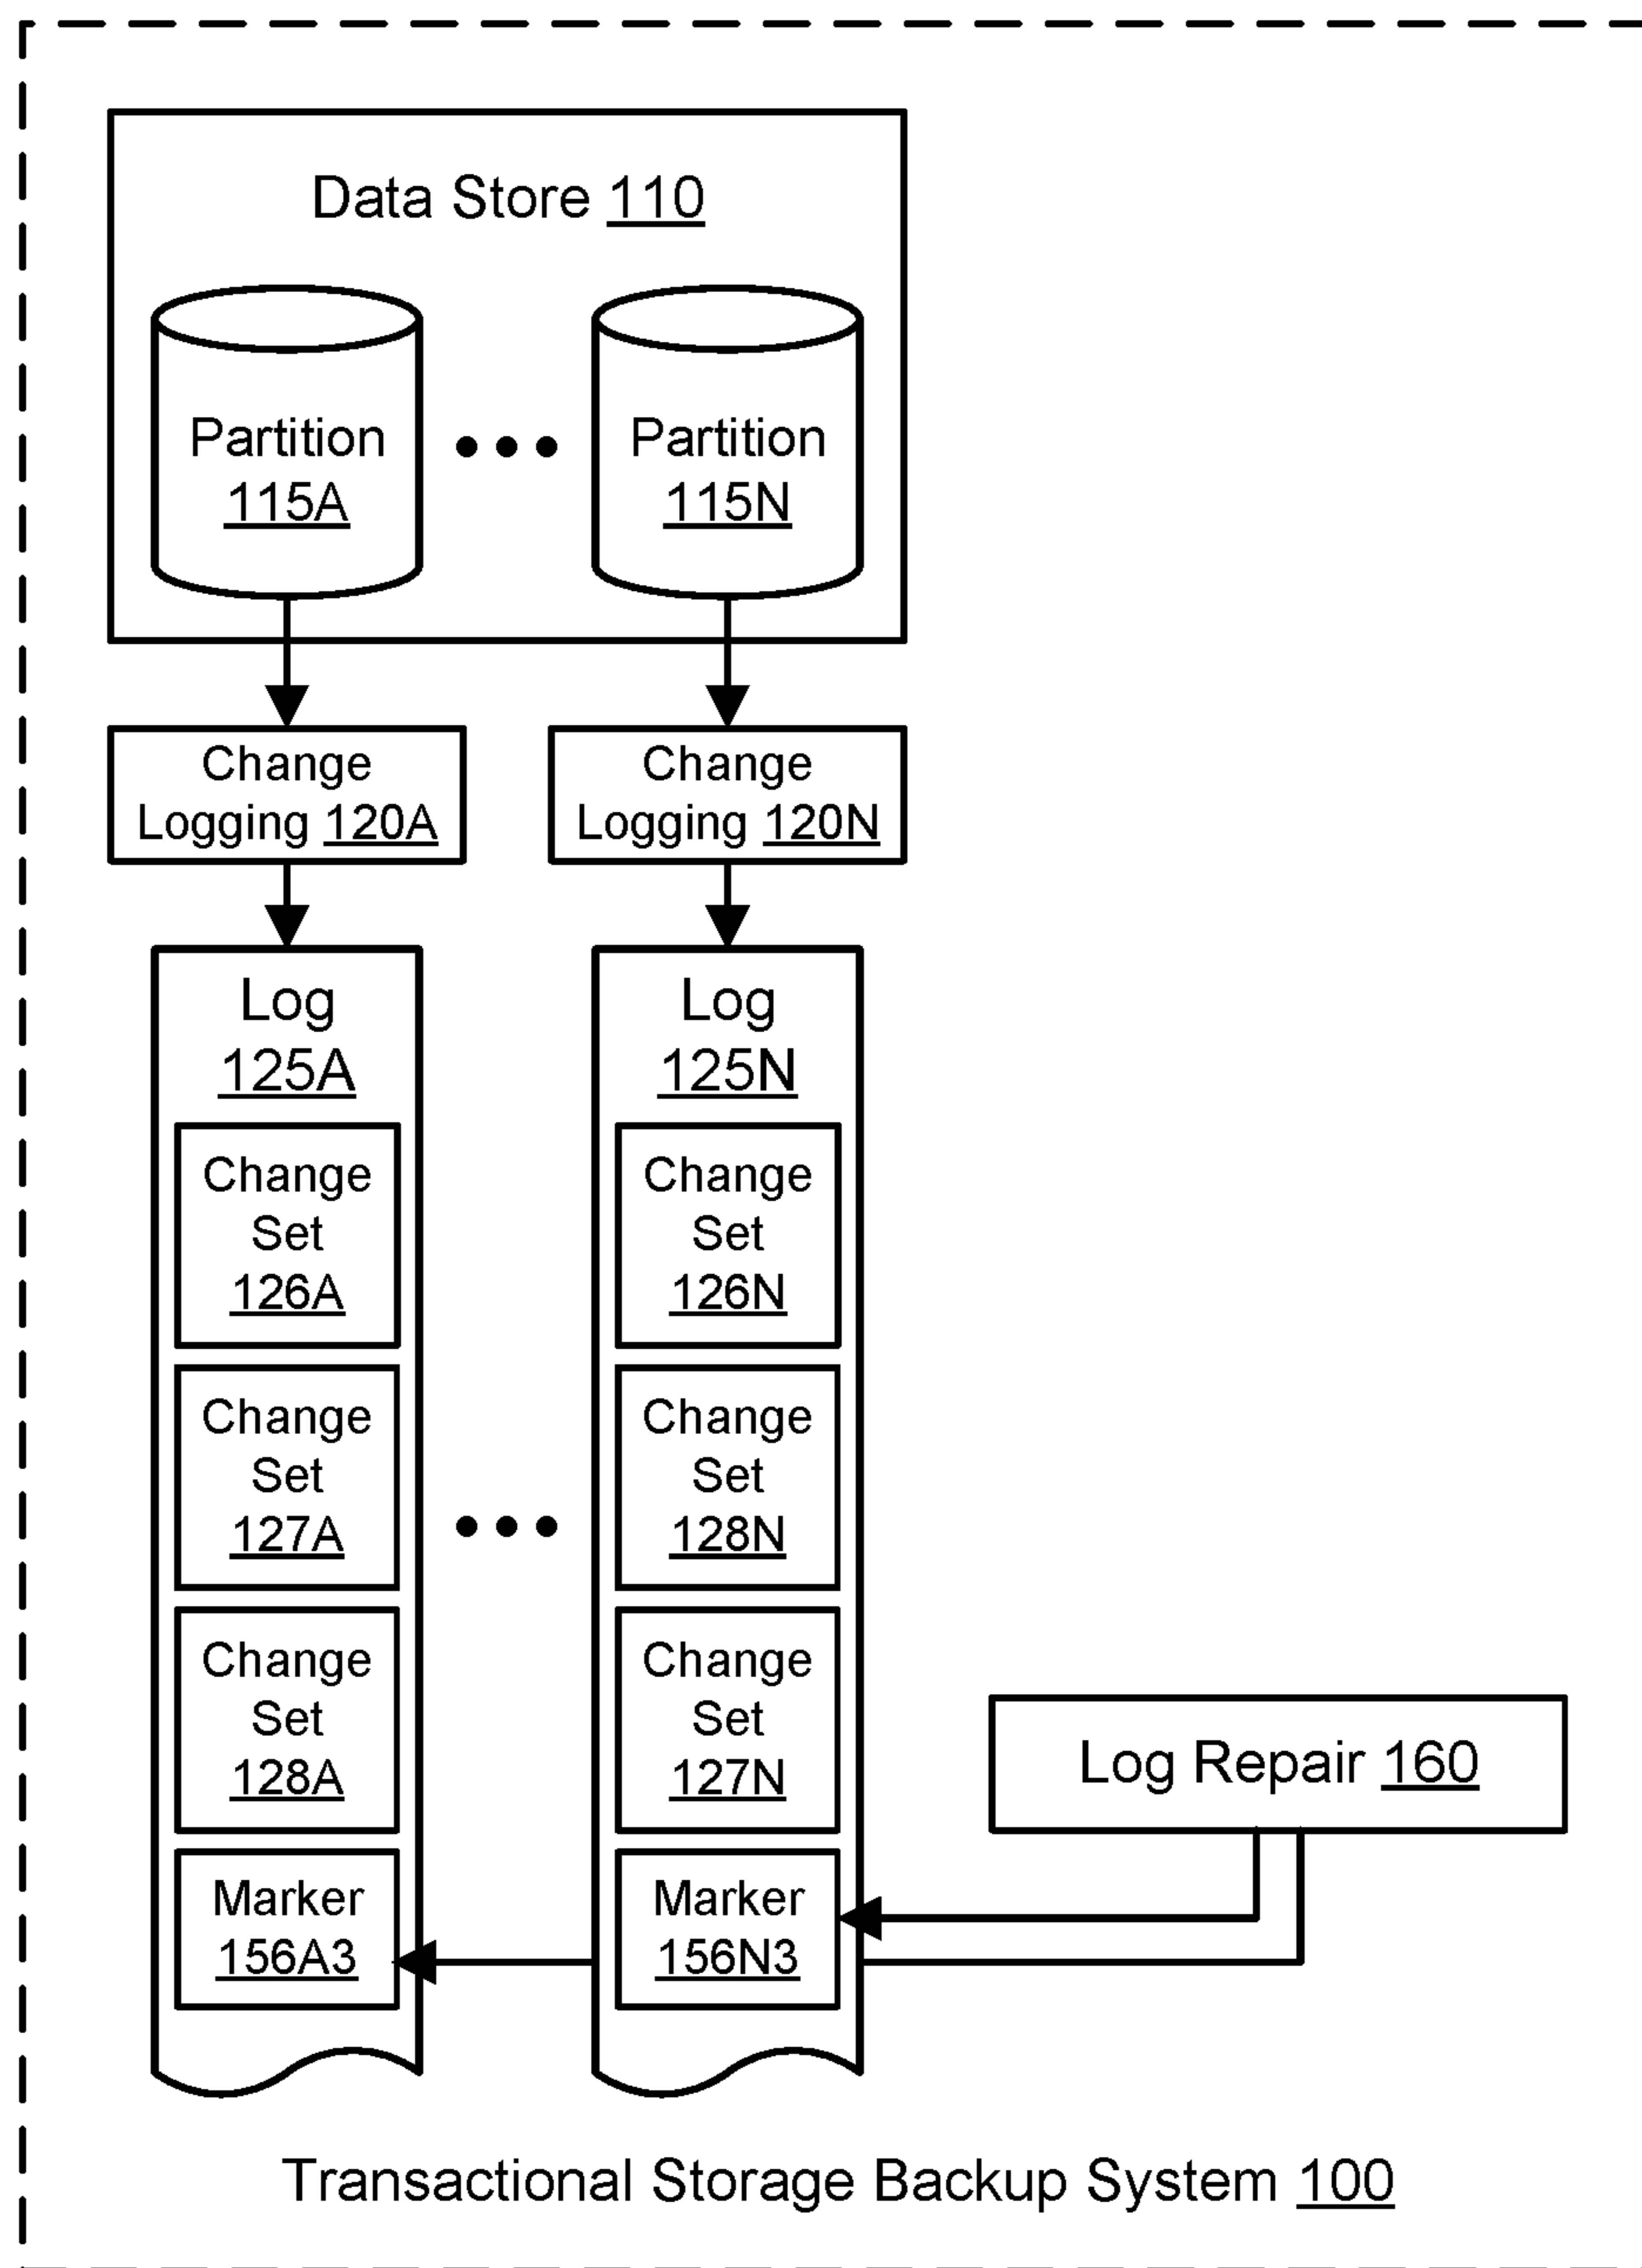 Data Store 110
Partition
115A
Partition
115N
Change
Logging 120A
Change
Logging 120N
Log
125A
Change
Set
126A
Change
Set
127A
Change
Set
128A
Marker
156A3
Log
125N
Change
Set
126N
Change
Set
128N
Change
Set
127N
Marker
156N3
Log Repair 160
Transactional Storage Backup System 100